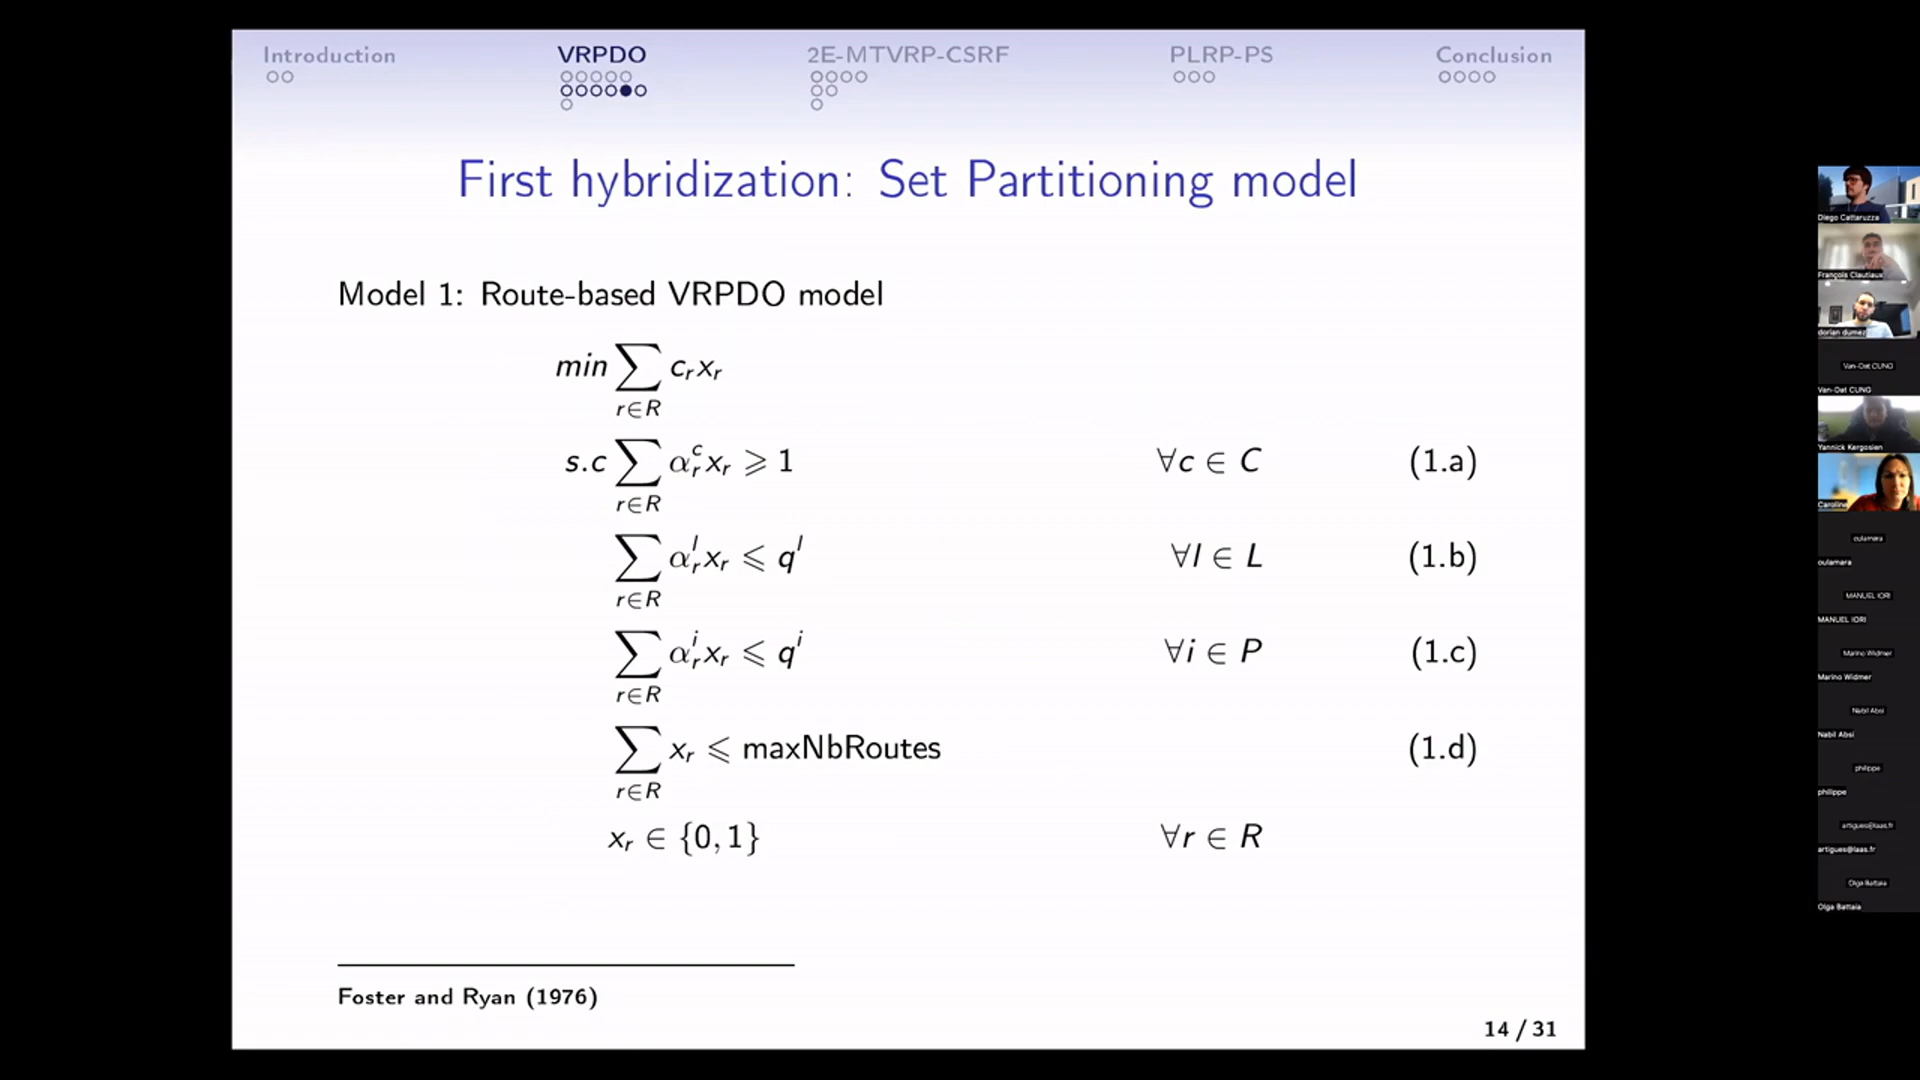 Introduction VRPDO 2E-MTVRP-CSRF PLRP-PS Conclusion
First hybridization: Set Partitioning model
Model 1: Route-based VRPDO model
min ∑_{r∈R} c_r x_r
s.c ∑_{r∈R} α_r^c x_r ⩾ 1 ∀c ∈ C (1.a)
∑_{r∈R} α_r^l x_r ⩽ q^l ∀l ∈ L (1.b)
∑_{r∈R} α_r^i x_r ⩽ q^i ∀i ∈ P (1.c)
∑_{r∈R} x_r ⩽ maxNbRoutes (1.d)
x_r ∈ {0, 1} ∀r ∈ R
Foster and Ryan (1976)
14 / 31
Diego Cattaruzza
François Clautiaux
dorian dumez
Van-Dat CUNG
Van-Dat CUNG
Yannick Kergosien
Caroline
oulamara
oulamara
MANUEL IORI
MANUEL IORI
Marino Widmer
Marino Widmer
Nabil Absi
Nabil Absi
philippe
philippe
artigues@laas.fr
artigues@laas.fr
Olga Battaia
Olga Battaia